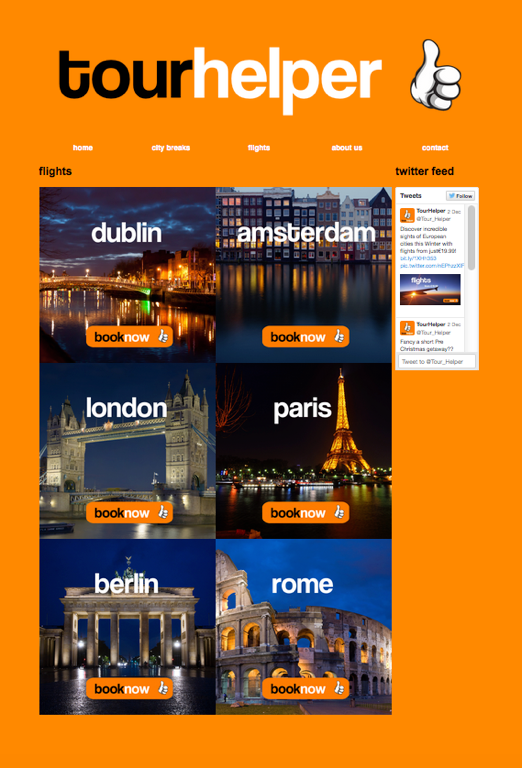 tourhelper
home city breaks flights about us contact
flights
twitter feed
dublin
booknow
amsterdam
booknow
london
booknow
paris
booknow
berlin
booknow
rome
booknow
Tweets
Follow
TourHelper 2 Dec
@Tour_Helper
Discover incredible
sights of European
cities this Winter with
flights from just€19.99!
flights
TourHelper 2 Dec
@Tour_Helper
Fancy a short Pre
Christmas getaway??
Tweet to @Tour_Helper